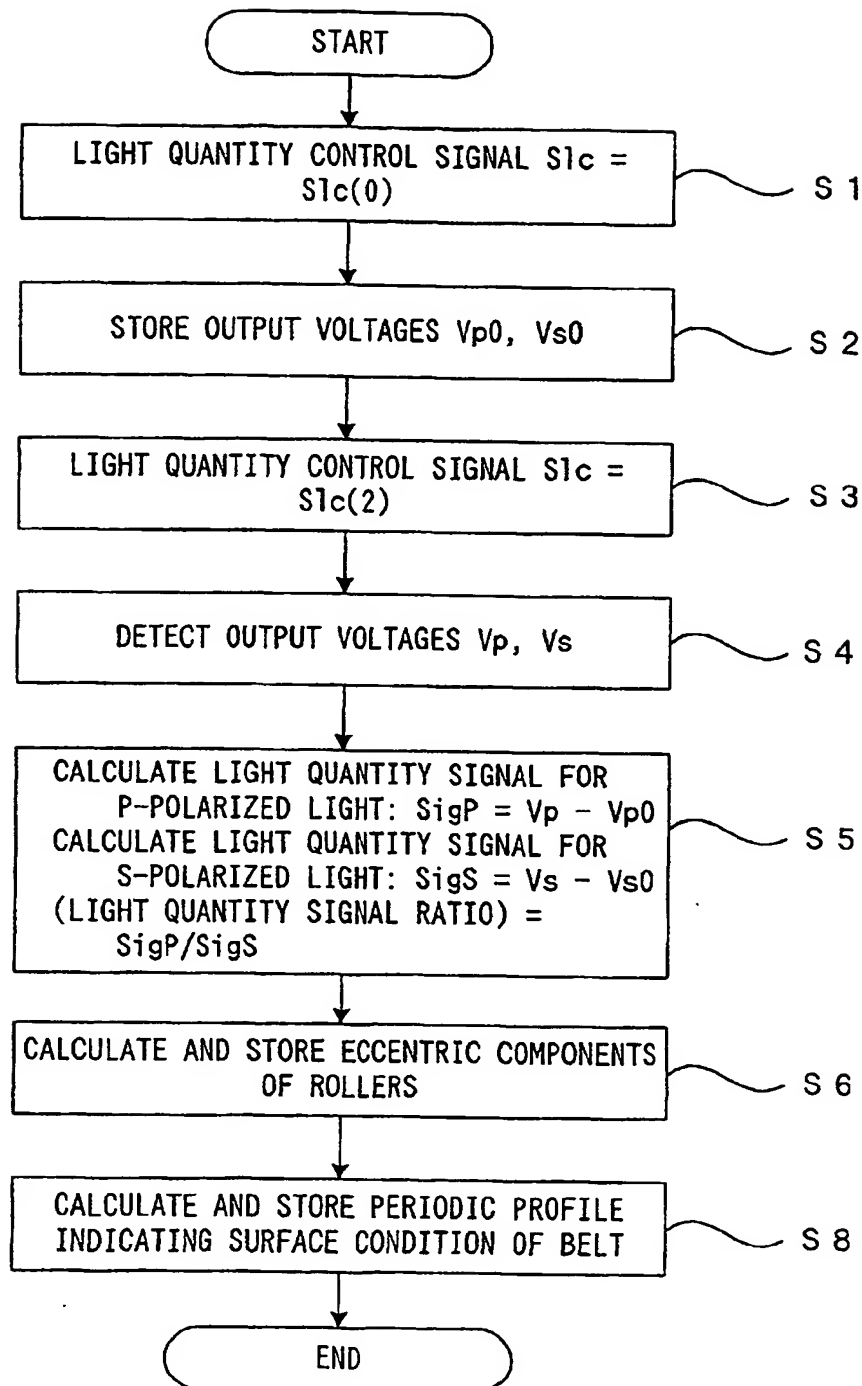 START
LIGHT QUANTITY CONTROL SIGNAL Slc =
Slc(0)
S 1
STORE OUTPUT VOLTAGES Vp0, Vs0
S 2
LIGHT QUANTITY CONTROL SIGNAL Slc =
Slc(2)
S 3
DETECT OUTPUT VOLTAGES Vp, Vs
S 4
CALCULATE LIGHT QUANTITY SIGNAL FOR
P-POLARIZED LIGHT: SigP = Vp - Vp0
CALCULATE LIGHT QUANTITY SIGNAL FOR
S-POLARIZED LIGHT: SigS = Vs - Vs0
(LIGHT QUANTITY SIGNAL RATIO) =
SigP/SigS
S 5
CALCULATE AND STORE ECCENTRIC COMPONENTS
OF ROLLERS
S 6
CALCULATE AND STORE PERIODIC PROFILE
INDICATING SURFACE CONDITION OF BELT
S 8
END